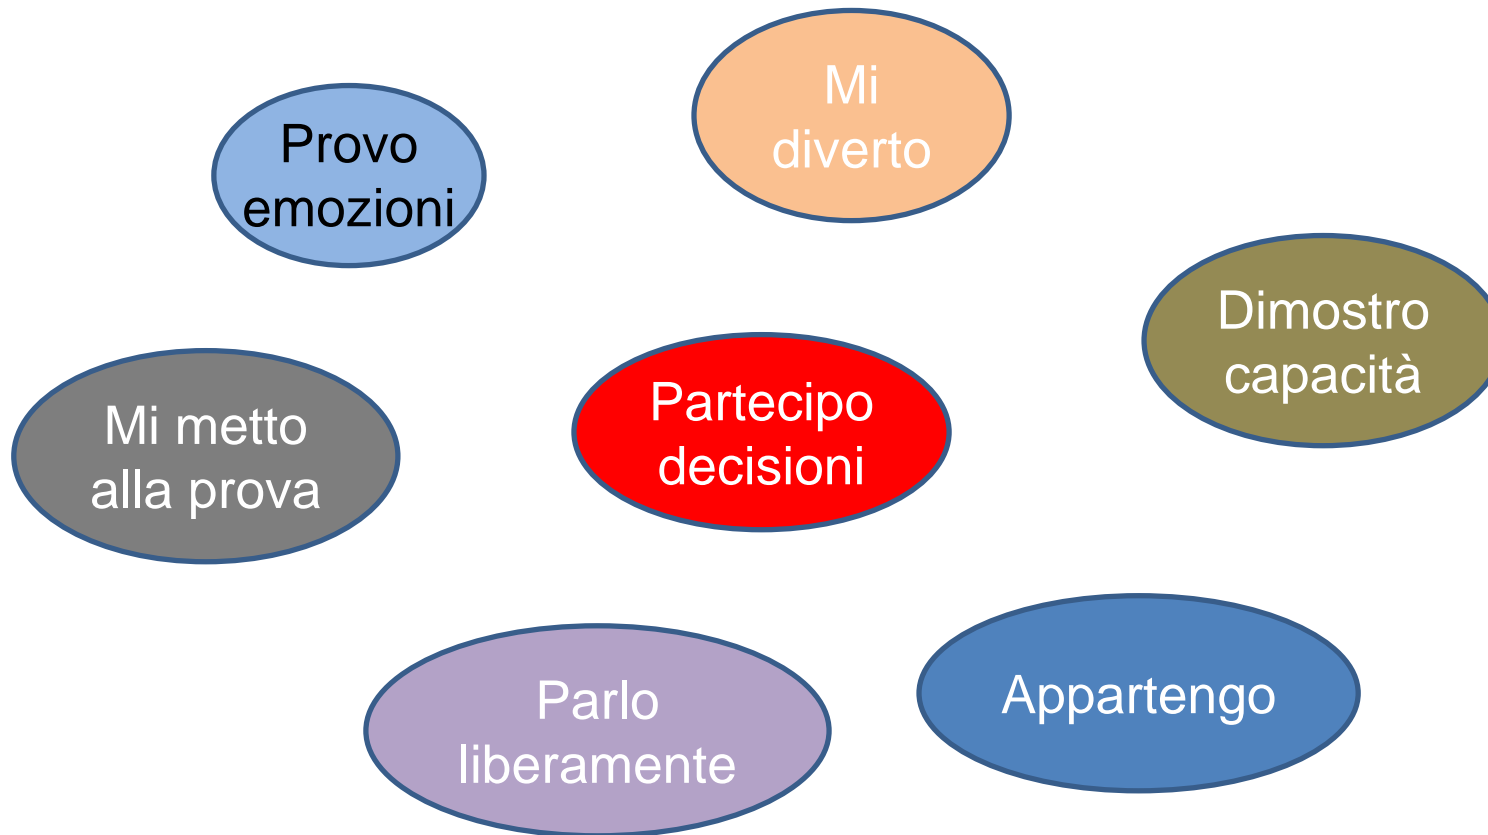 Mi
diverto
Provo
emozioni
Dimostro
capacità
Partecipo
decisioni
Mi metto
alla prova
Parlo
liberamente
Appartengo